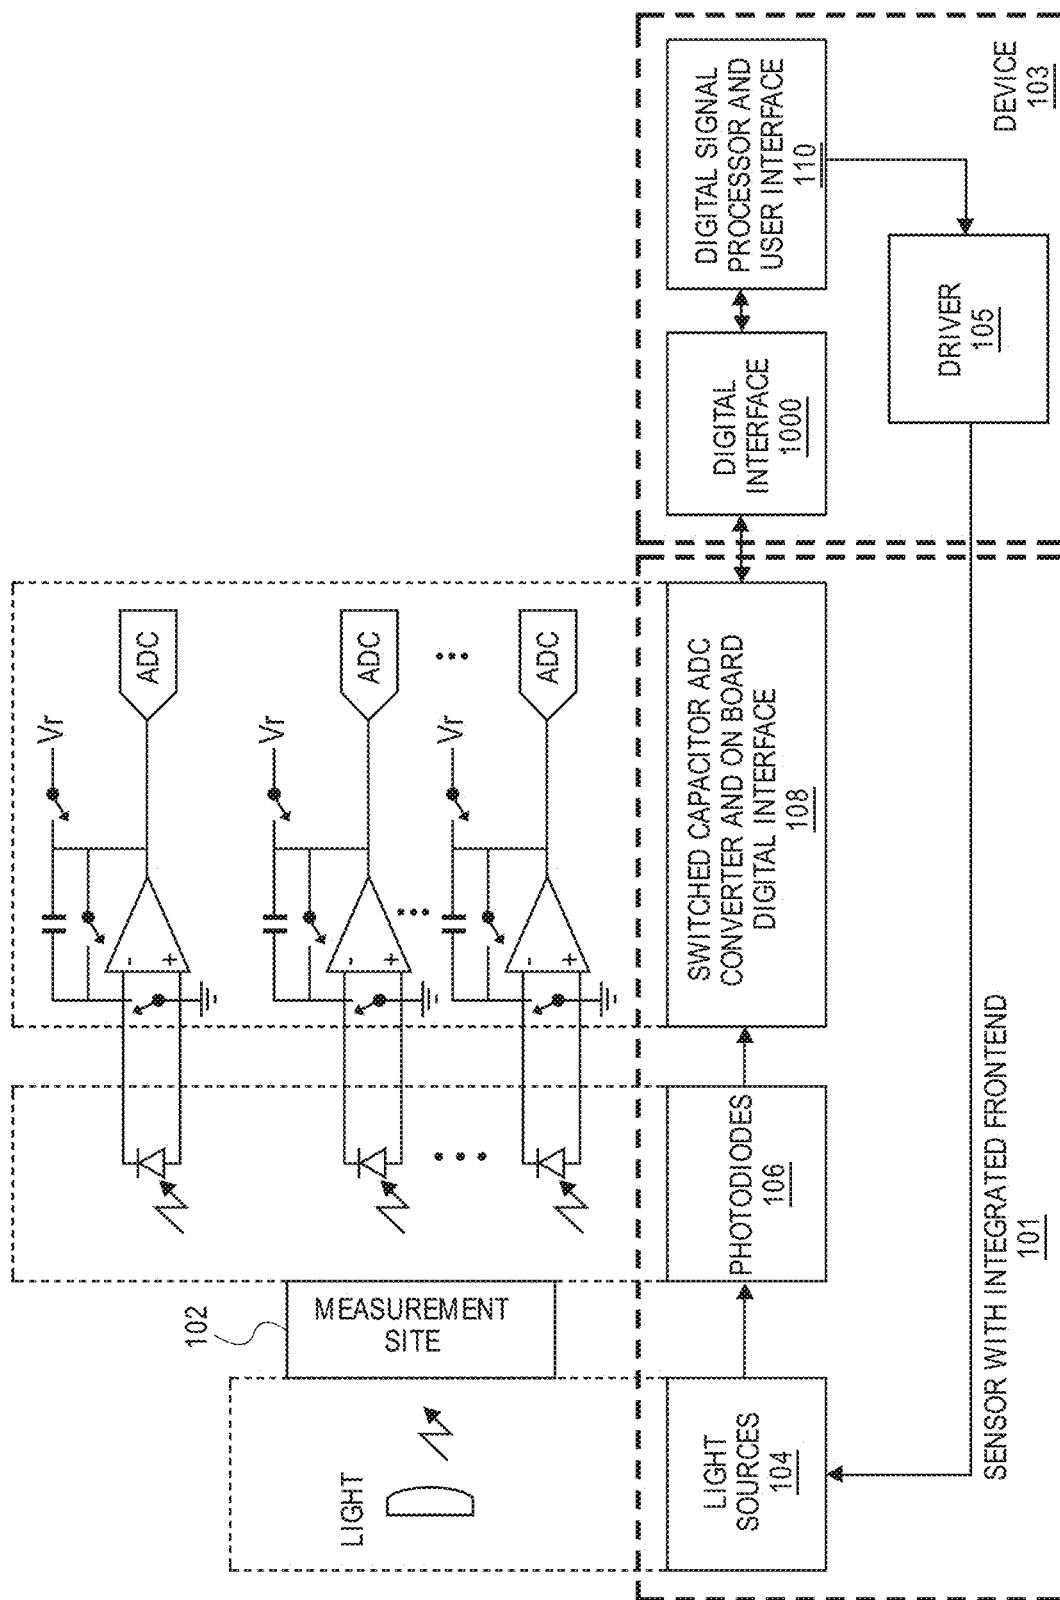 LIGHT
102
MEASUREMENT
SITE
Vr
ADC
-
+
Vr
ADC
-
+
Vr
ADC
-
+
LIGHT
SOURCES
104
PHOTODIODES
106
SWITCHED CAPACITOR ADC
CONVERTER AND ON BOARD
DIGITAL INTERFACE
108
DIGITAL
INTERFACE
1000
DIGITAL SIGNAL
PROCESSOR AND
USER INTERFACE
110
DRIVER
105
SENSOR WITH INTEGRATED FRONTEND
101
DEVICE
103